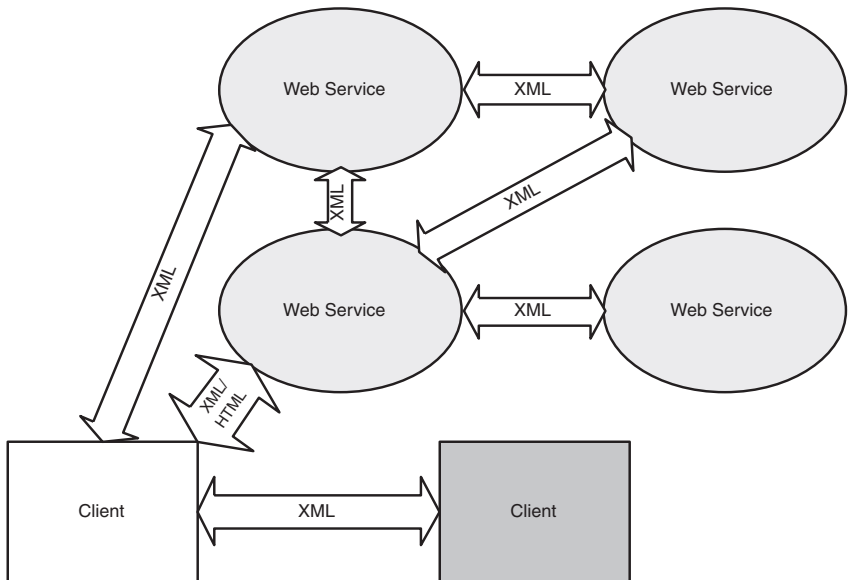 Web Service
XML
Web Service
XML
XML
XML
Web Service
XML
Web Service
XML/
HTML
Client
XML
Client